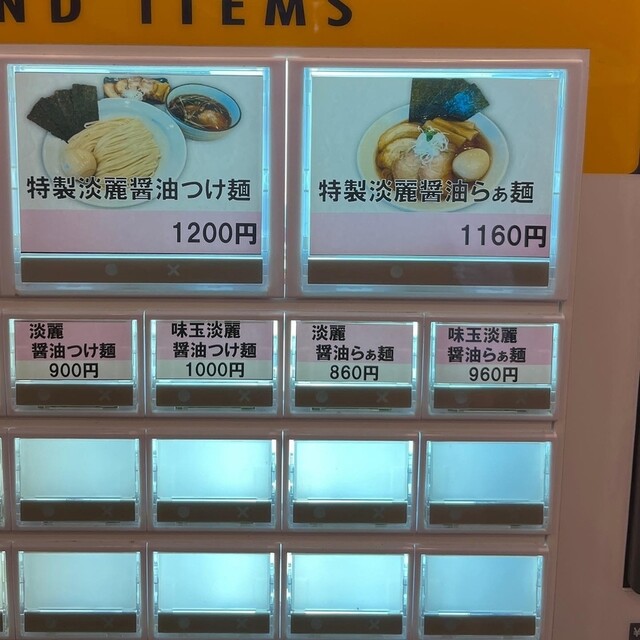 ND ITEMS
特製淡麗醤油つけ麺
1200円
特製淡麗醤油らぁ麺
1160円
淡麗
醤油つけ麺
900円
味玉淡麗
醤油つけ麺
1000円
淡麗
醤油らぁ麺
860円
味玉淡麗
醤油らぁ麺
960円